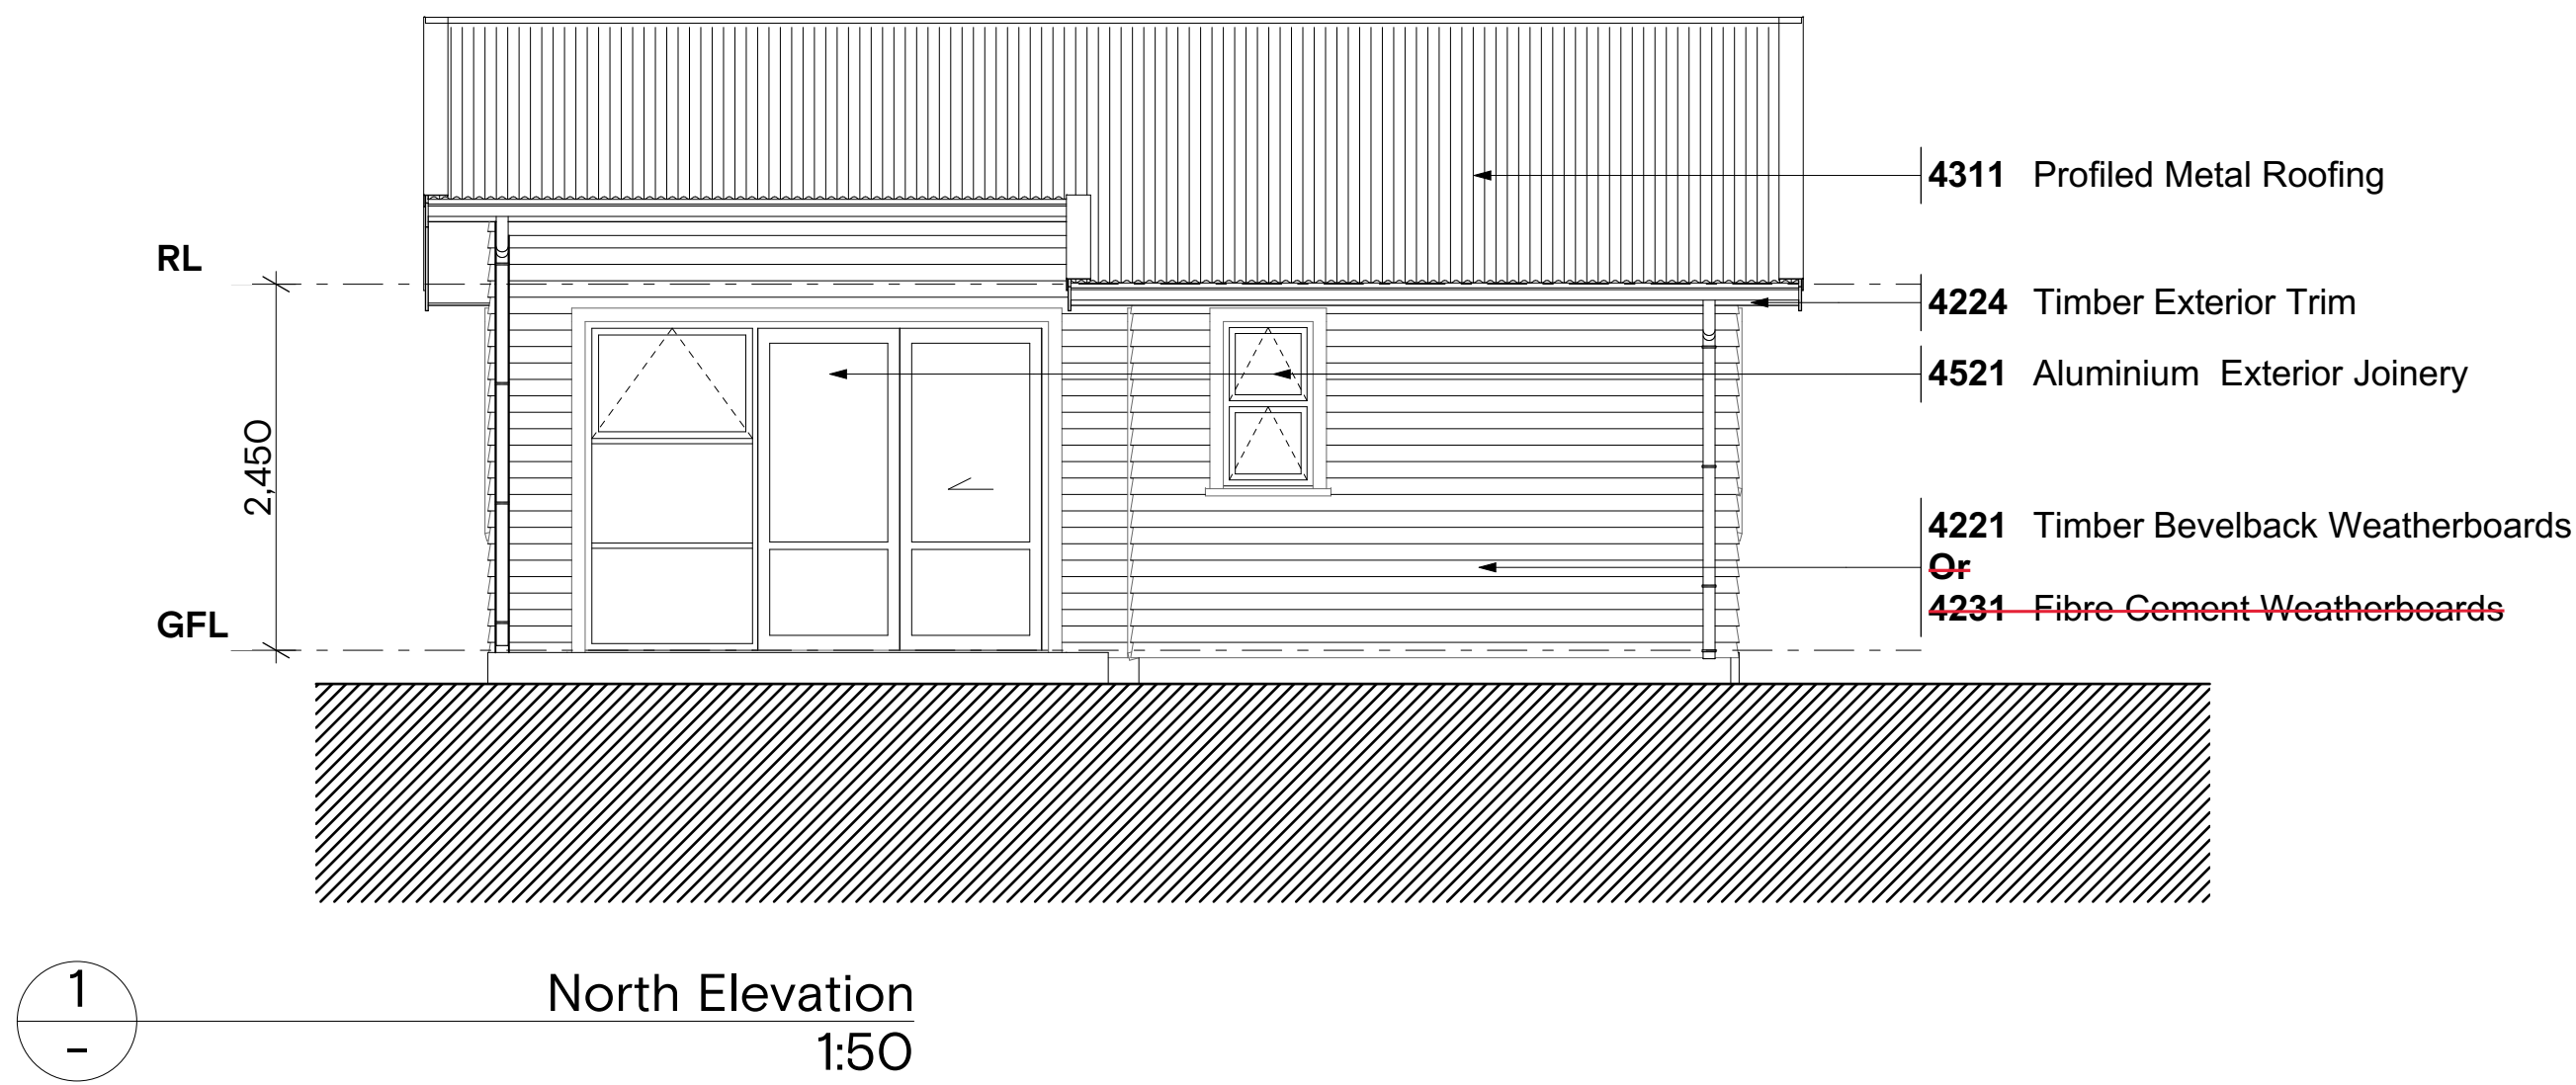 4311 Profiled Metal Roofing
RL
4224 Timber Exterior Trim
4521 Aluminium Exterior Joinery
2,450
4221 Timber Bevelback Weatherboards
Or
4231 Fibre Cement Weatherboards
GFL
1
North Elevation
-
1:50